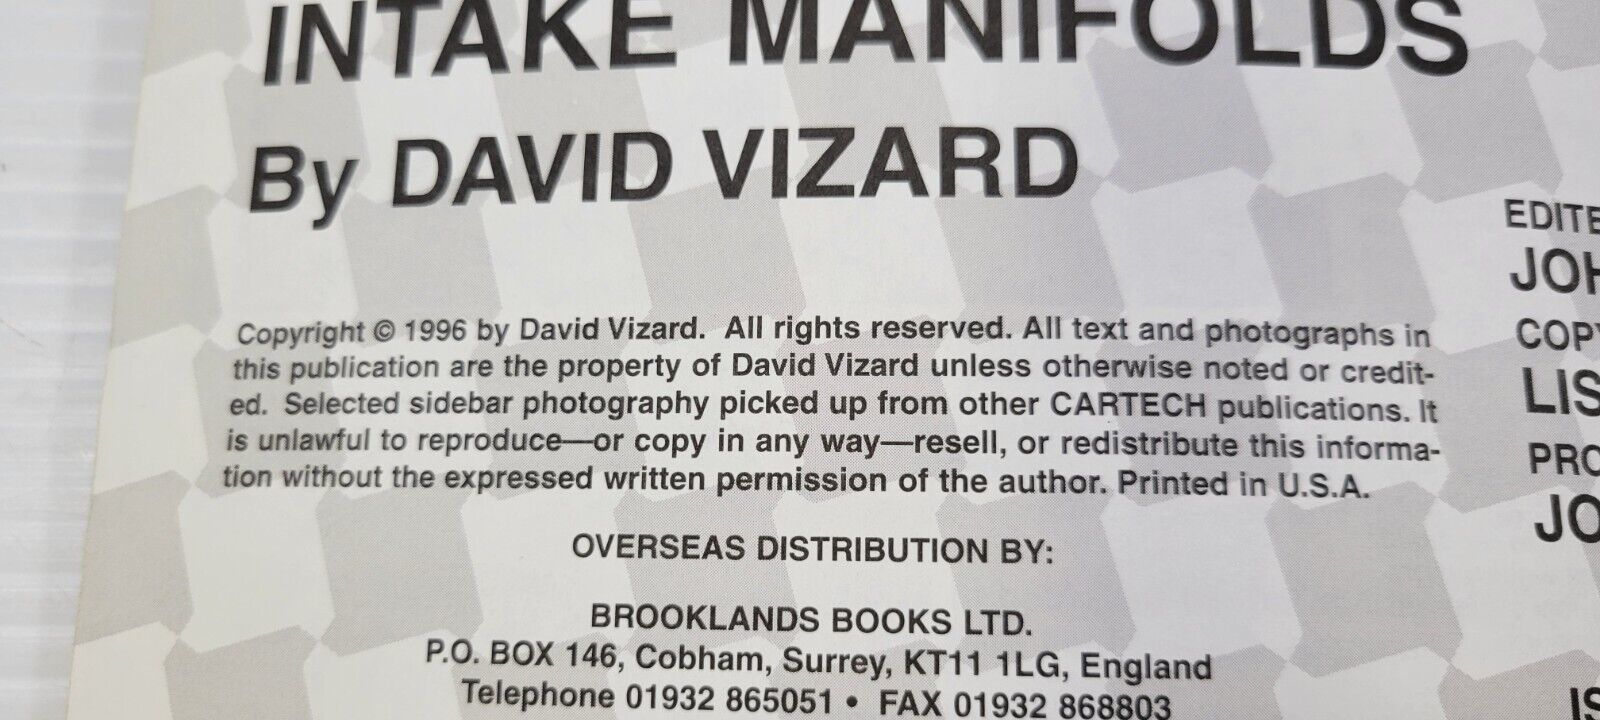 INTAKE MANIFOLDS
By DAVID VIZARD
Copyright © 1996 by David Vizard.  All rights reserved. All text and photographs in
this publication are the property of David Vizard unless otherwise noted or credit-
ed.  Selected sidebar photography picked up from other CARTECH publications. It
is unlawful to reproduce—or copy in any way—resell, or redistribute this informa-
tion without the expressed written permission of the author. Printed in U.S.A.
OVERSEAS DISTRIBUTION BY:
BROOKLANDS BOOKS LTD.
P.O. BOX 146, Cobham, Surrey, KT11 1LG, England
Telephone 01932 865051 •  FAX 01932 868803